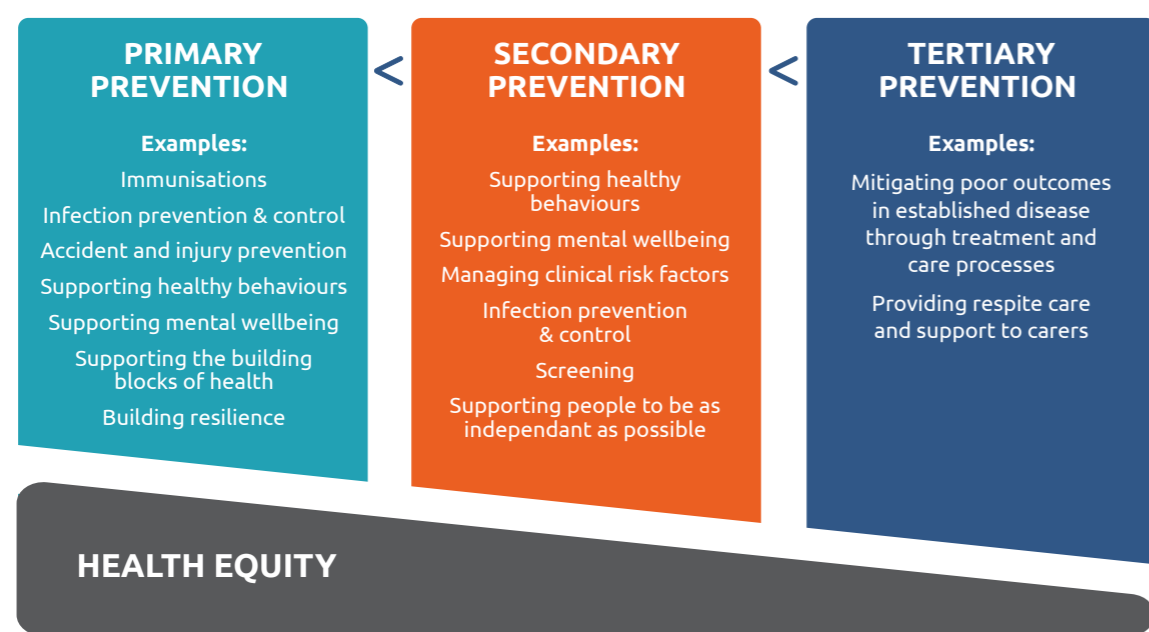 PRIMARY
PREVENTION
Examples:
Immunisations
Infection prevention & control
Accident and injury prevention
Supporting healthy behaviours
Supporting mental wellbeing
Supporting the building
blocks of health
Building resilience
<
SECONDARY
PREVENTION
Examples:
Supporting healthy
behaviours
Supporting mental wellbeing
Managing clinical risk factors
Infection prevention
& control
Screening
Supporting people to be as
independant as possible
<
TERTIARY
PREVENTION
Examples:
Mitigating poor outcomes
in established disease
through treatment and
care processes
Providing respite care
and support to carers
HEALTH EQUITY